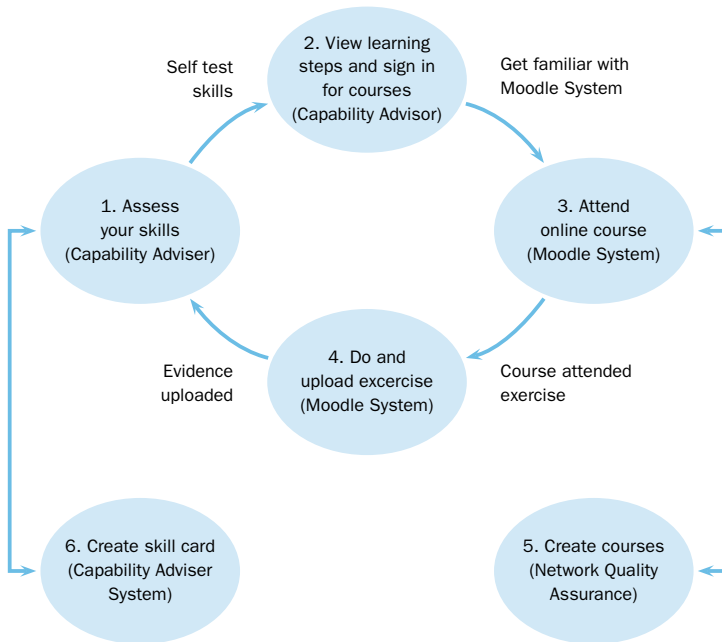 2. View learning
steps and sign in
for courses
(Capability Advisor)
Self test
skills
Get familiar with
Moodle System
1. Assess
your skills
(Capability Adviser)
3. Attend
online course
(Moodle System)
4. Do and
upload excercise
(Moodle System)
Evidence
uploaded
Course attended
exercise
6. Create skill card
(Capability Adviser
System)
5. Create courses
(Network Quality
Assurance)